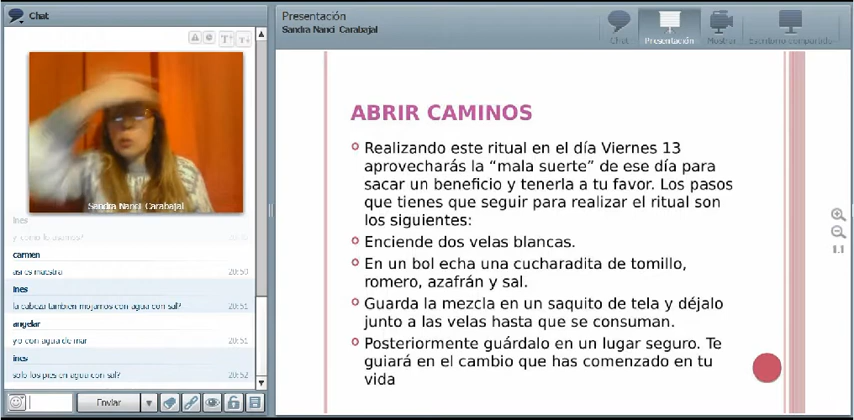 Chat
Sandra Nanci Carabajal
ines
y como lo usamos?
carmen
asi es maestra 20:50
ines
la cabeza tambien mojamos con agua con sal? 20:51
angelar
yo con agua de mar 20:51
ines
solo los pies en agua con sal? 20:52
Enviar
Presentación
Sandra Nanci Carabajal
Chat
Presentación
Mostrar
Escritorio compartido
ABRIR CAMINOS
Realizando este ritual en el día Viernes 13
aprovecharás la “mala suerte” de ese día para
sacar un beneficio y tenerla a tu favor. Los pasos
que tienes que seguir para realizar el ritual son
los siguientes:
Enciende dos velas blancas.
En un bol echa una cucharadita de tomillo,
romero, azafrán y sal.
Guarda la mezcla en un saquito de tela y déjalo
junto a las velas hasta que se consuman.
Posteriormente guárdalo en un lugar seguro. Te
guiará en el cambio que has comenzado en tu
vida
1:1